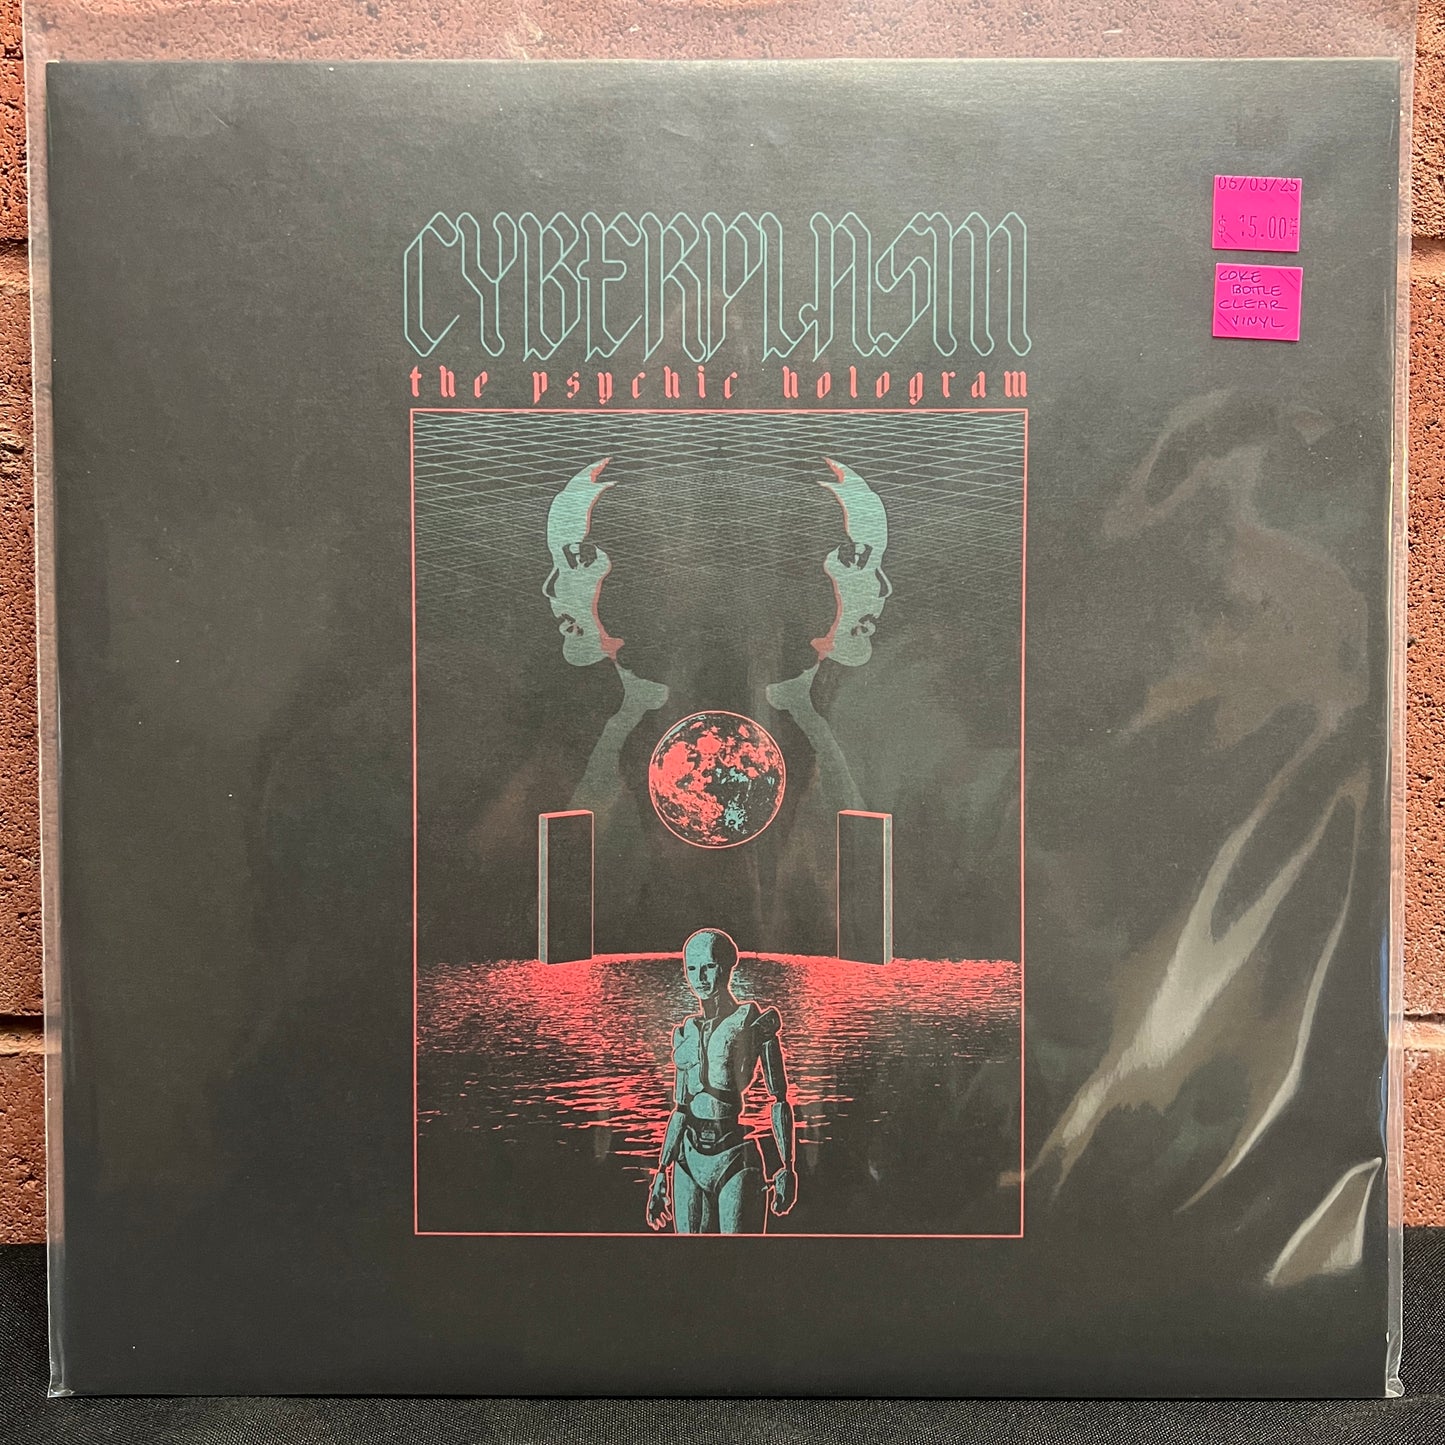 CYBERPLASM
the psychic hologram
06/03/25
$ 15.00
COKE
BOTTLE
CLEAR
VINYL